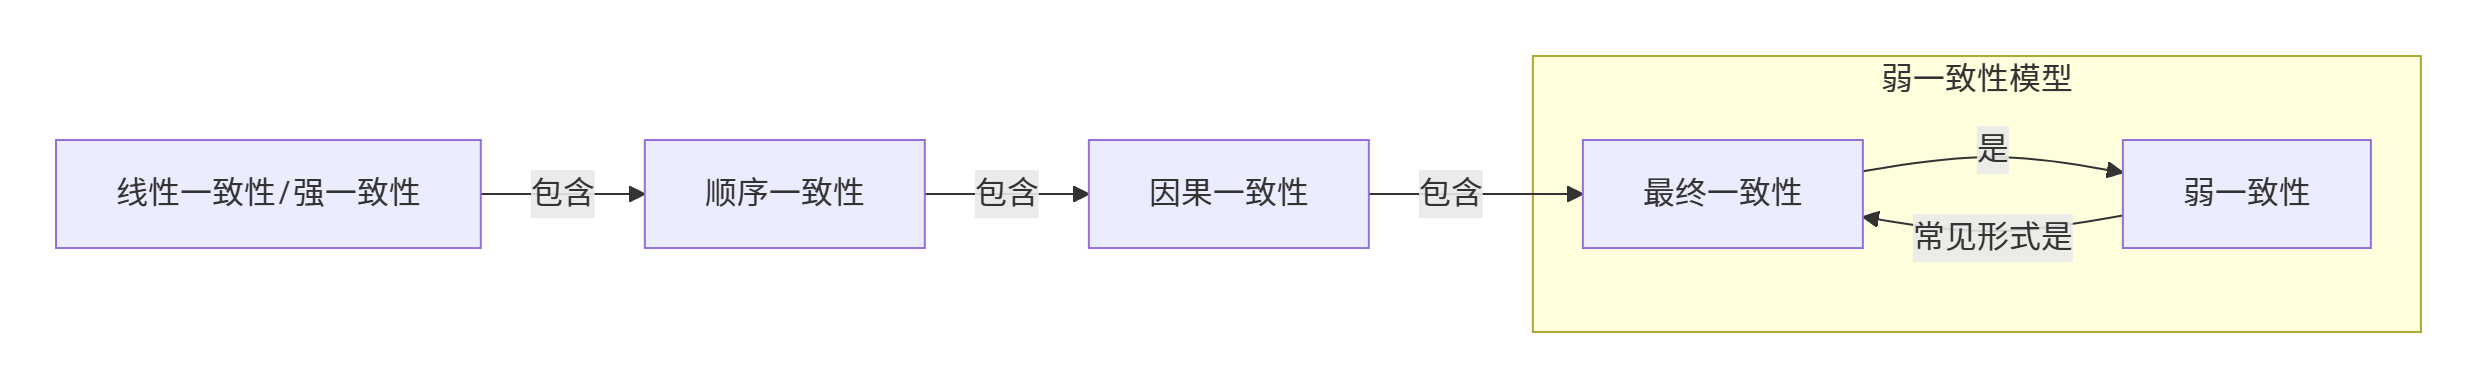 弱一致性模型
线性一致性/强一致性
包含
顺序一致性
包含
因果一致性
包含
最终一致性
是
常见形式是
弱一致性